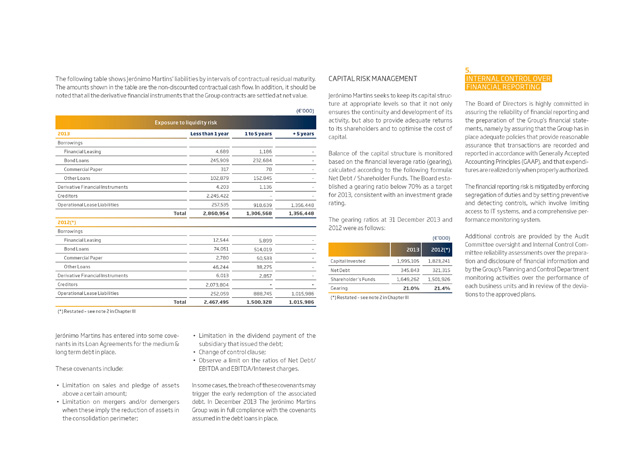 The following table shows Jerónimo Martins' liabilities by intervals of contractual residual maturity.
The amounts shown in the table are the non-discounted contractual cash flow. In addition, it should be
noted that all the derivative financial instruments that the Group contracts are settled at net value.
(€'000)
Exposure to liquidity risk
2013 Less than 1 year 1 to 5 years + 5 years
Borrowings
Financial Leasing 4,689 1,186 -
Bond Loans 245,909 232,684 -
Commercial Paper 317 78 -
Other Loans 102,879 152,845 -
Derivative Financial Instruments 4,203 1,136 -
Creditors 2,245,422 - -
Operational Lease Liabilities 257,535 918,639 1,356,448
Total 2,860,954 1,306,568 1,356,448
2012(*)
Borrowings
Financial Leasing 12,544 5,899 -
Bond Loans 74,051 514,019 -
Commercial Paper 2,780 -
Other Loans 46,244 -
Derivative Financial Instruments 6,013 2,857 -
Creditors 2,073,804 - -
Operational Lease Liabilities 252,059 888,745 1,015,986
Total 2,467,495 1,500,329 1,015,986
(*) Restated - see note 2 in Chapter III
Jerónimo Martins has entered into some cove-
nants in its Loan Agreements for the medium &
long term debt in place.
These covenants include:
• Limitation on sales and pledge of assets
above a certain amount;
• Limitation on mergers and/or demergers
when these imply the reduction of assets in
the consolidation perimeter;
• Limitation in the dividend payment of the
subsidiary that issued the debt;
• Change of control clause;
• Observe a limit on the ratios of Net Debt/
EBITDA and EBITDA/Interest charges.
In some cases, the breach of these covenants may
trigger the early redemption of the associated
debt. In December 2013 The Jerónimo Martins
Group was in full compliance with the covenants
assumed in the debt loans in place.
CAPITAL RISK MANAGEMENT
Jerónimo Martins seeks to keep its capital struc-
ture at appropriate levels so that it not only
ensures the continuity and development of its
activity, but also to provide adequate returns
to its shareholders and to optimise the cost of
capital.
Balance of the capital structure is monitored
based on the financial leverage ratio (gearing),
calculated according to the following formula:
Net Debt / Shareholder Funds. The Board esta-
blished a gearing ratio below 70% as a target
for 2013, consistent with an investment grade
rating.
The gearing ratios at 31 December 2013 and
2012 were as follows:
(€'000)
2013 2012(*)
Capital Invested 1,995,105 1,823,241
Net Debt 345,843 321,315
Shareholder's Funds 1,649,262 1,501,926
Gearing 21.0% 21.4%
(*) Restated - see note 2 in Chapter III
5.
INTERNAL CONTROL OVER
FINANCIAL REPORTING
The Board of Directors is highly committed in
assuring the reliability of financial reporting and
the preparation of the Group's financial state-
ments, namely by assuring that the Group has in
place adequate policies that provide reasonable
assurance that transactions are recorded and
reported in accordance with Generally Accepted
Accounting Principles (GAAP), and that expendi-
tures are realized only when properly authorized.
The financial reporting risk is mitigated by enforcing
segregation of duties and by setting preventive
and detecting controls, which involve limiting
access to IT systems, and a comprehensive per-
formance monitoring system.
Additional controls are provided by the Audit
Committee oversight and Internal Control Com-
mittee reliability assessments over the prepara-
tion and disclosure of financial information and
by the Group's Planning and Control Department
monitoring activities over the performance of
each business units and in review of the devia-
tions to the approved plans.